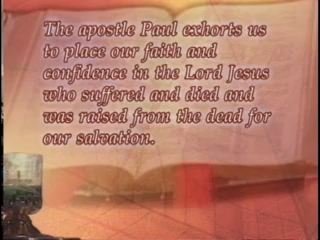 The apostle Paul exhorts us
to place our faith and
confidence in the Lord Jesus
who suffered and died and
was raised from the dead for
our salvation.